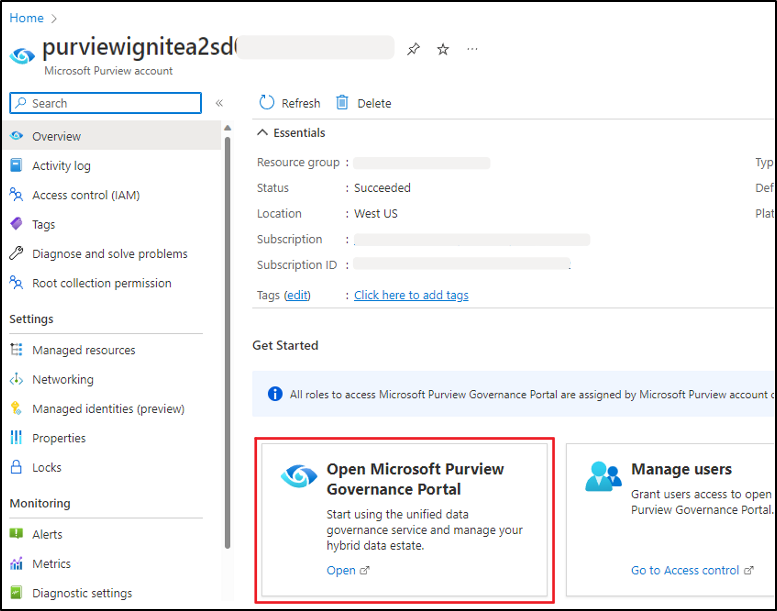 Home
purviewignitea2sd
Microsoft Purview account
Search
Refresh
Delete
Overview
Activity log
Access control (IAM)
Tags
Diagnose and solve problems
Root collection permission
Settings
Managed resources
Networking
Managed identities (preview)
Properties
Locks
Monitoring
Alerts
Metrics
Diagnostic settings
Essentials
Resource group :
Status : Succeeded
Location : West US
Subscription :
Subscription ID :
Tags (edit) : Click here to add tags
Typ
Def
Plat
Get Started
All roles to access Microsoft Purview Governance Portal are assigned by Microsoft Purview account
Open Microsoft Purview
Governance Portal
Start using the unified data
governance service and manage your
hybrid data estate.
Open
Manage users
Grant users access to open
Purview Governance Portal.
Go to Access control